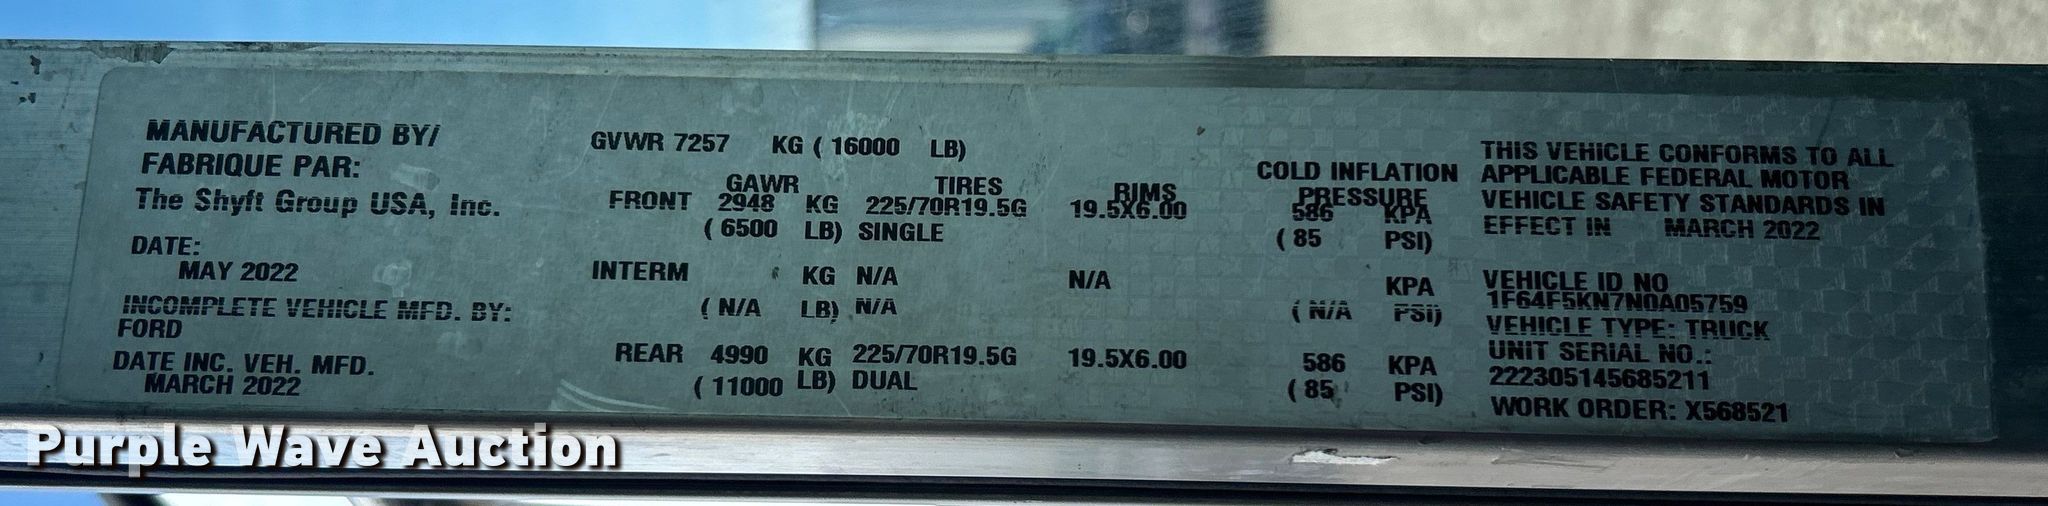 MANUFACTURED BY/
FABRIQUE PAR:
The Shyft Group USA, Inc.
DATE:
MAY 2022
INCOMPLETE VEHICLE MFD. BY:
FORD
DATE INC. VEH. MFD.
MARCH 2022
GVWR 7257 KG ( 16000 LB)
GAWR TIRES RIMS COLD INFLATION PRESSURE
FRONT 2948 KG 225/70R19.5G 19.5X6.00 586 KPA
( 6500 LB) SINGLE ( 85 PSI)
INTERM KG N/A N/A KPA
( N/A LB) N/A ( N/A PSI)
REAR 4990 KG 225/70R19.5G 19.5X6.00 586 KPA
( 11000 LB) DUAL ( 85 PSI)
THIS VEHICLE CONFORMS TO ALL
APPLICABLE FEDERAL MOTOR
VEHICLE SAFETY STANDARDS IN
EFFECT IN MARCH 2022
VEHICLE ID NO
1F64F5KN7N0A05759
VEHICLE TYPE: TRUCK
UNIT SERIAL NO.:
222305145685211
WORK ORDER: X568521
Purple Wave Auction